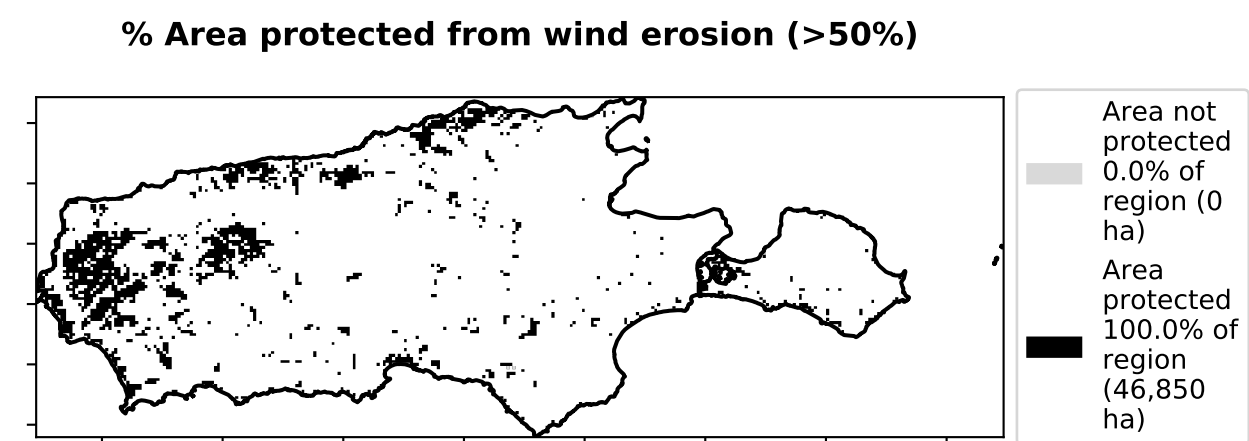 % Area protected from wind erosion (>50%)
Area not
protected
0.0% of
region (0
ha)
Area
protected
100.0% of
region
(46,850
ha)